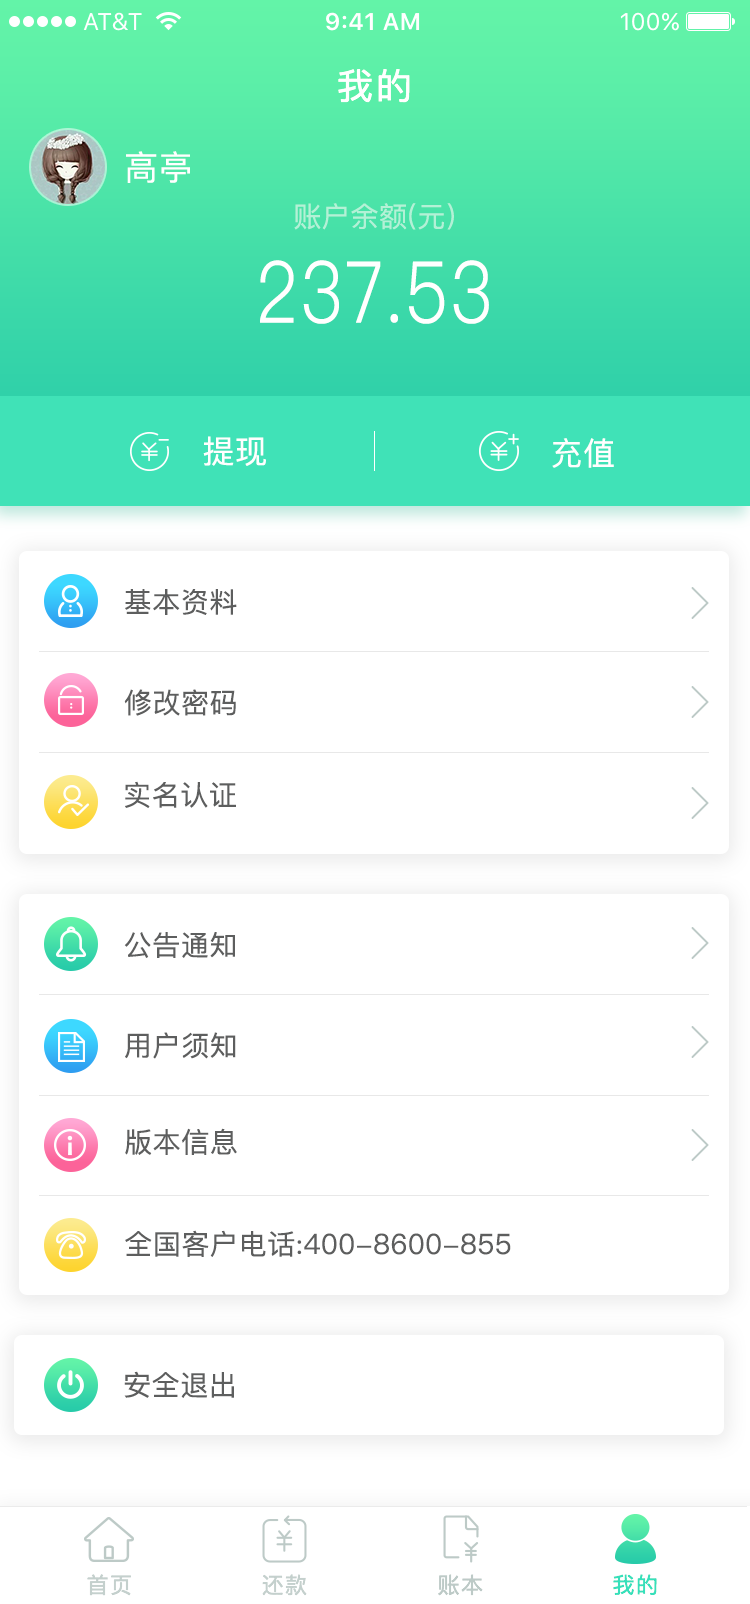 AT&T 9:41 AM 100%
我的
高亭
账户余额(元)
237.53
提现 充值
基本资料
修改密码
实名认证
公告通知
用户须知
版本信息
全国客户电话:400-8600-855
安全退出
首页 还款 账本 我的